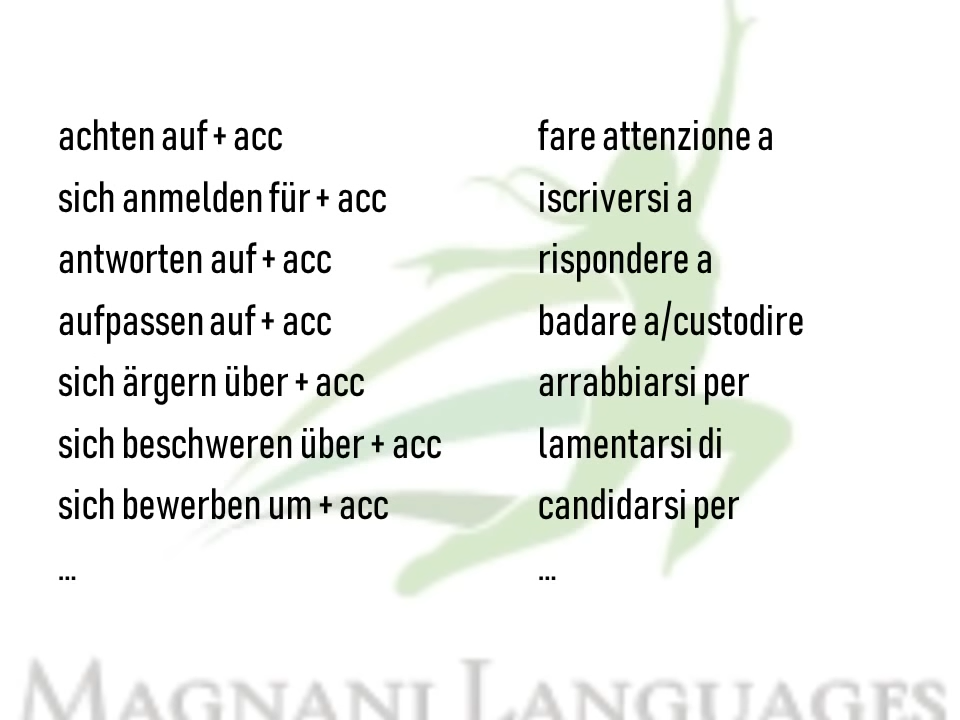 achten auf + acc fare attenzione a
sich anmelden für + acc iscriversi a
antworten auf + acc rispondere a
aufpassen auf + acc badare a/custodire
sich ärgern über + acc arrabbiarsi per
sich beschweren über + acc lamentarsi di
sich bewerben um + acc candidarsi per
... ...
MAGNANI LANGUAGES